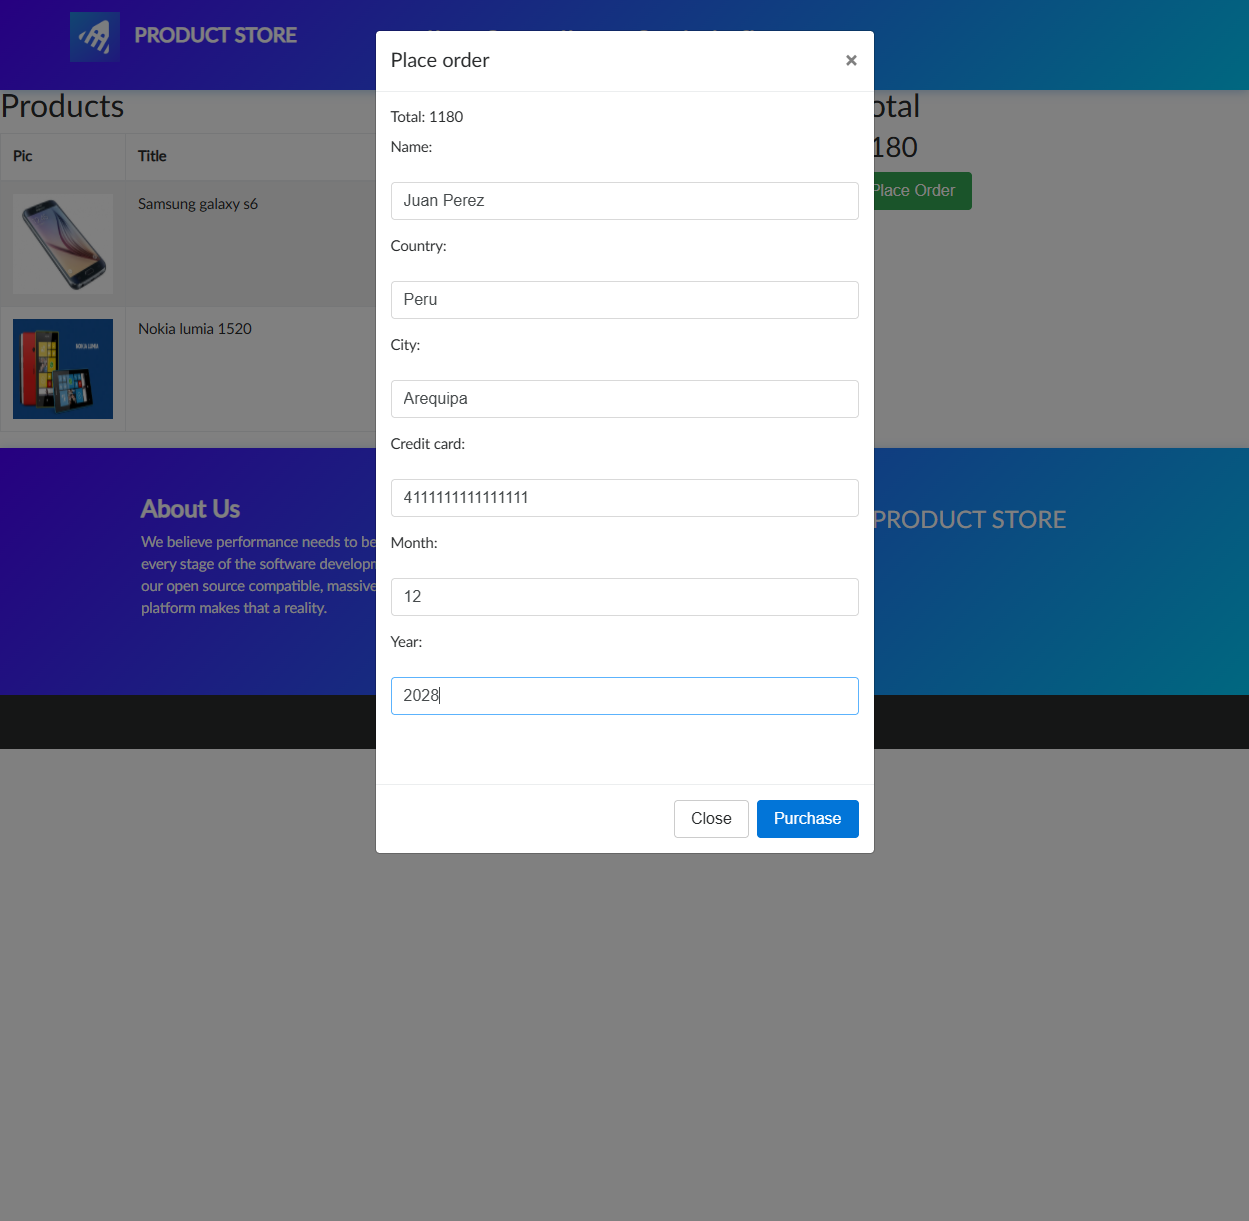 PRODUCT STORE
Place order
×
Total: 1180
Name:
Juan Perez
Country:
Peru
City:
Arequipa
Credit card:
4111111111111111
Month:
12
Year:
2028
Close
Purchase
Products
Pic
Title
Samsung galaxy s6
Nokia lumia 1520
NOKIA LUMIA
otal
180
Place Order
About Us
We believe performance needs to be
every stage of the software developm
our open source compatible, massive
platform makes that a reality.
PRODUCT STORE